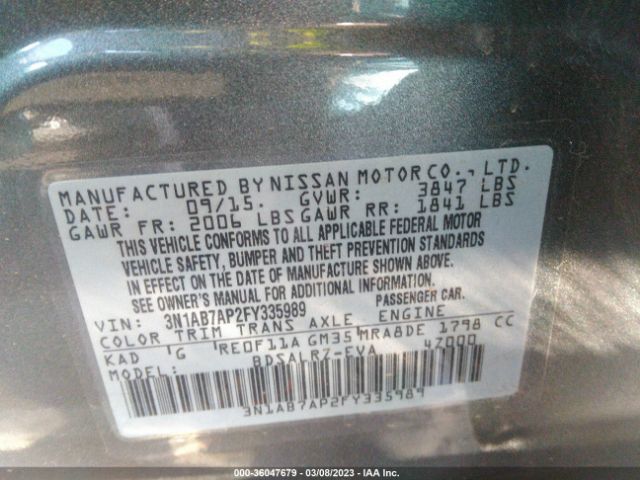 MANUFACTURED BY NISSAN MOTOR CO., LTD.
DATE: 09/15. GVWR: 3847 LBS
GAWR FR: 2006 LBS GAWR RR: 1841 LBS
THIS VEHICLE CONFORMS TO ALL APPLICABLE FEDERAL MOTOR
VEHICLE SAFETY, BUMPER AND THEFT PREVENTION STANDARDS
IN EFFECT ON THE DATE OF MANUFACTURE SHOWN ABOVE.
SEE OWNER'S MANUAL FOR ADDITIONAL INFORMATION.
VIN: 3N1AB7AP2FY335989 PASSENGER CAR.
COLOR TRIM TRANS AXLE ENGINE
KAD G RE0F11A GM35 MRA8DE 1798 CC
MODEL: BDSALRZ-EVA 4Z000
3N1AB7AP2FY335989
000-36047679 - 03/08/2023 - IAA Inc.